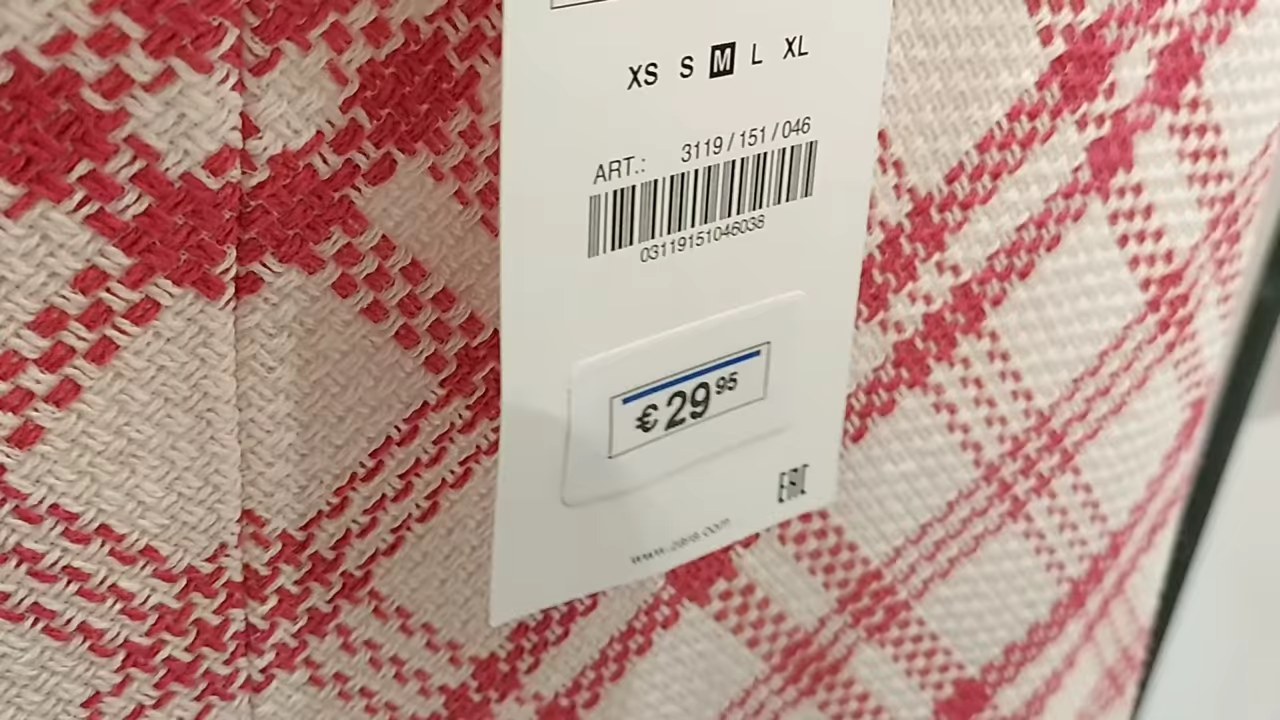 XS S M L XL
ART.: 3119 / 151 / 046
03119151046038
€ 29 95
EAC